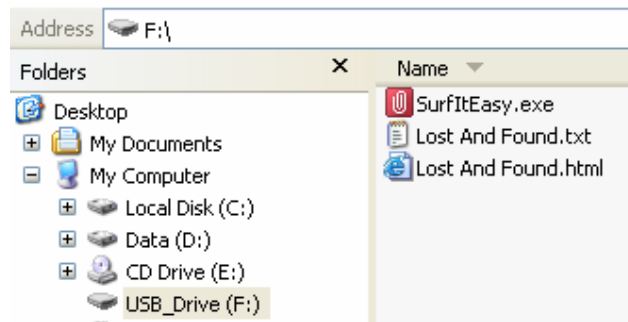 Address F:\
Folders x
Name
Desktop
My Documents
My Computer
Local Disk (C:)
Data (D:)
CD Drive (E:)
USB_Drive (F:)
SurfItEasy.exe
Lost And Found.txt
Lost And Found.html